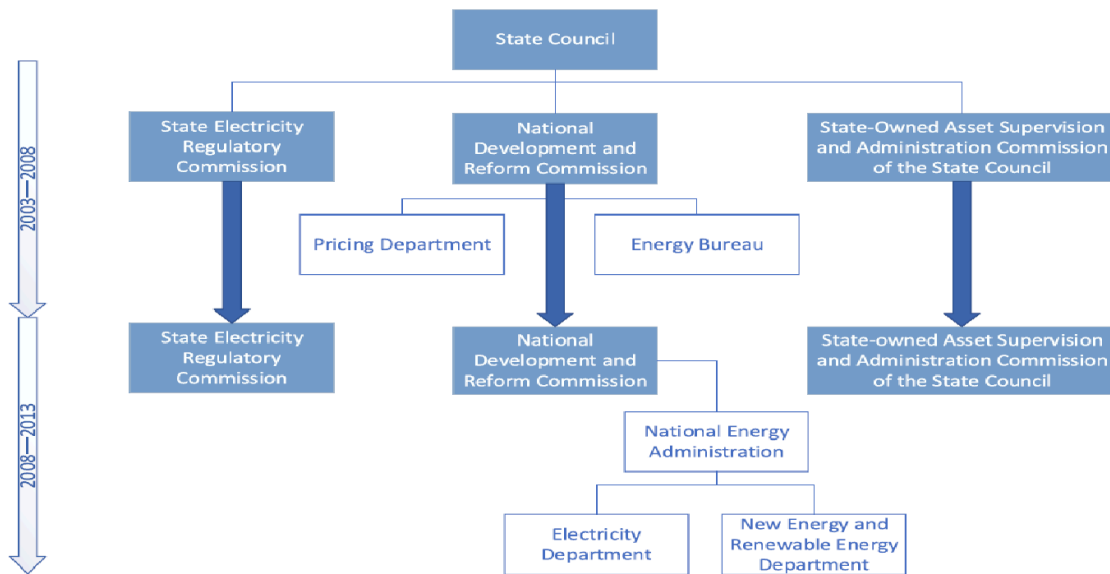 State Council
2003—2008
State Electricity
Regulatory
Commission
National
Development and
Reform Commission
State-Owned Asset Supervision
and Administration Commission
of the State Council
Pricing Department
Energy Bureau
2008—2013
State Electricity
Regulatory
Commission
National
Development and
Reform Commission
State-owned Asset Supervision
and Administration Commission
of the State Council
National Energy
Administration
Electricity
Department
New Energy and
Renewable Energy
Department